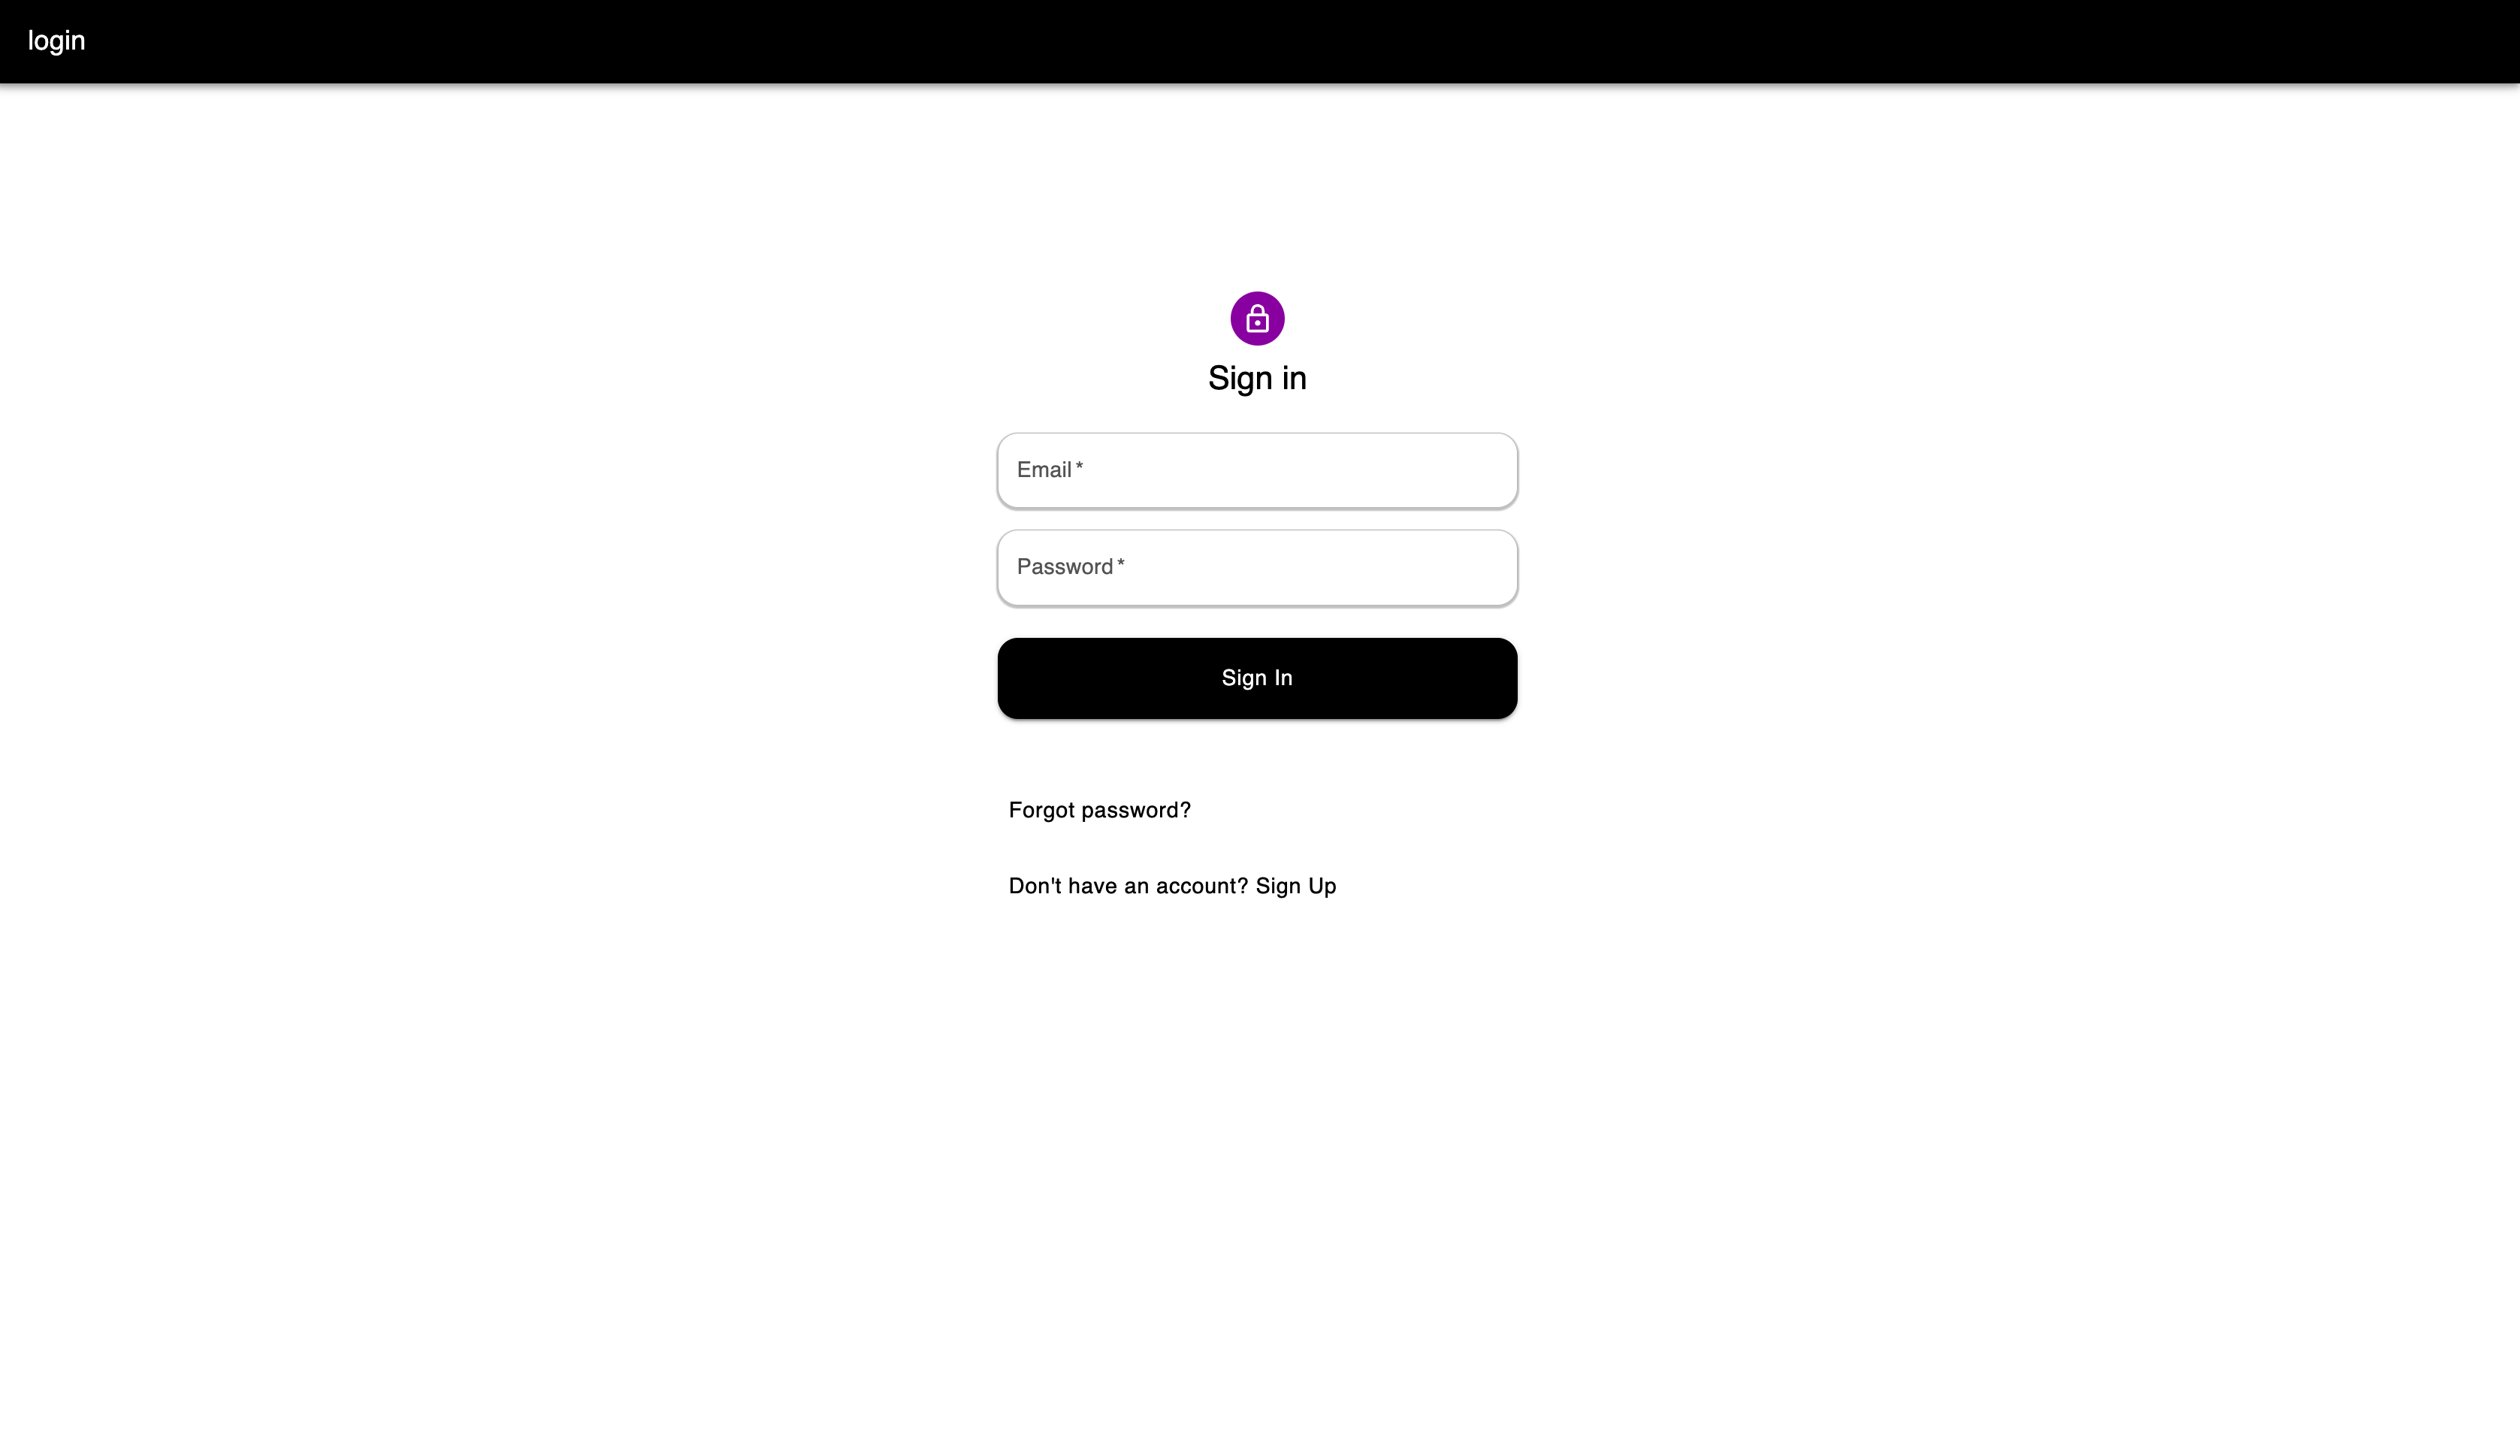 login
Sign in
Email *
Password *
Sign In
Forgot password?
Don't have an account? Sign Up